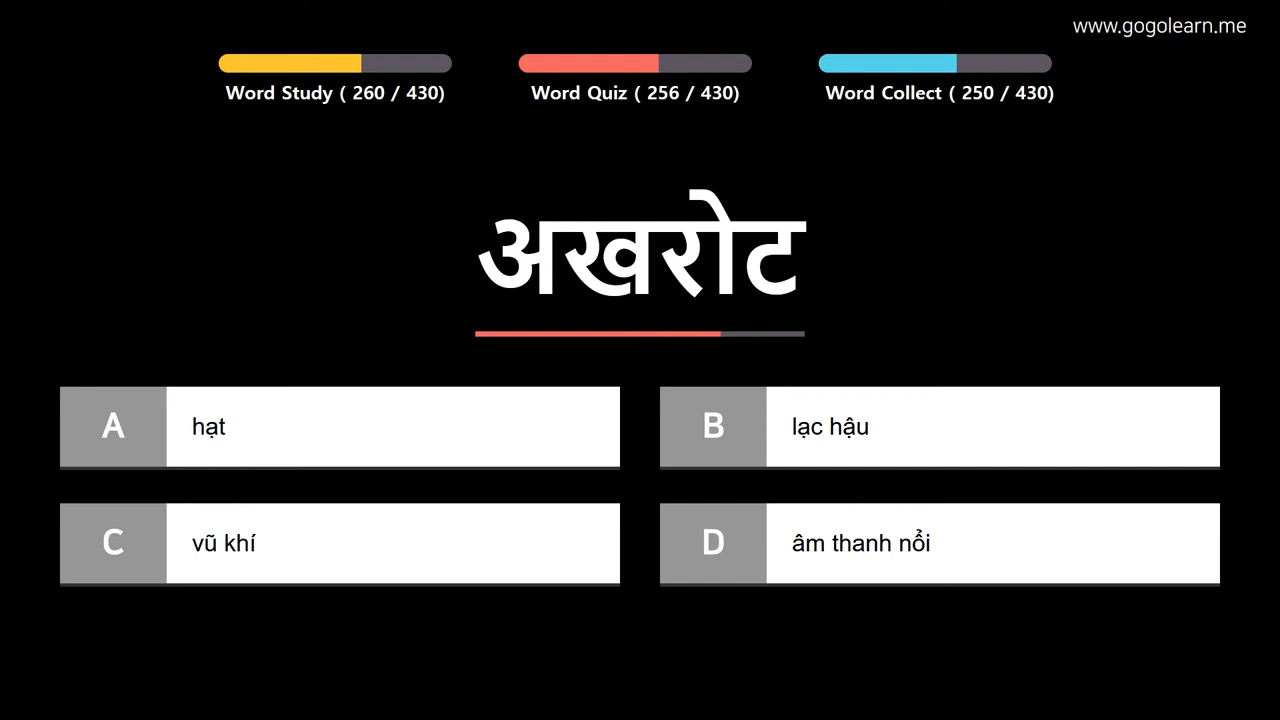 www.gogolearn.me
Word Study ( 260 / 430)
Word Quiz ( 256 / 430)
Word Collect ( 250 / 430)
अखरोट
A hạt
B lạc hậu
C vũ khí
D âm thanh nổi